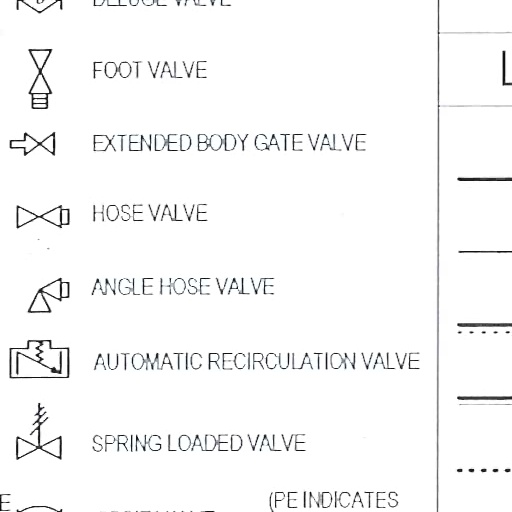 DELUGE VALVE
FOOT VALVE
EXTENDED BODY GATE VALVE
HOSE VALVE
ANGLE HOSE VALVE
AUTOMATIC RECIRCULATION VALVE
SPRING LOADED VALVE
(PE INDICATES
L
E